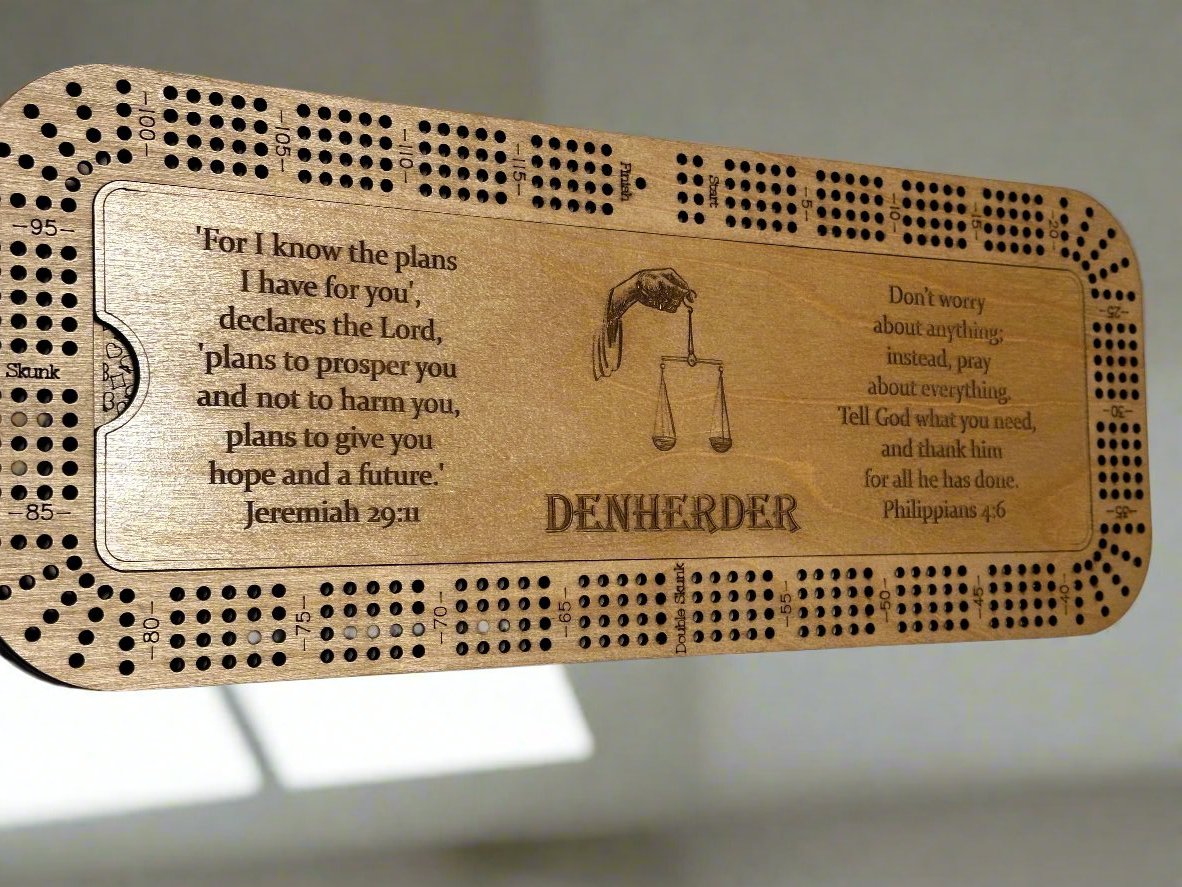 'For I know the plans
I have for you',
declares the Lord,
'plans to prosper you
and not to harm you,
plans to give you
hope and a future.'
Jeremiah 29:11
DENHERDER
Don't worry
about anything;
instead, pray
about everything.
Tell God what you need,
and thank him
for all he has done.
Philippians 4:6
Start
-5-
-10-
-15-
-20-
-25-
-30-
-35-
-40-
-45-
-50-
-55-
Double Skunk
-65-
-70-
-75-
-80-
-85-
Skunk
-95-
-100-
-105-
-110-
-115-
Finish